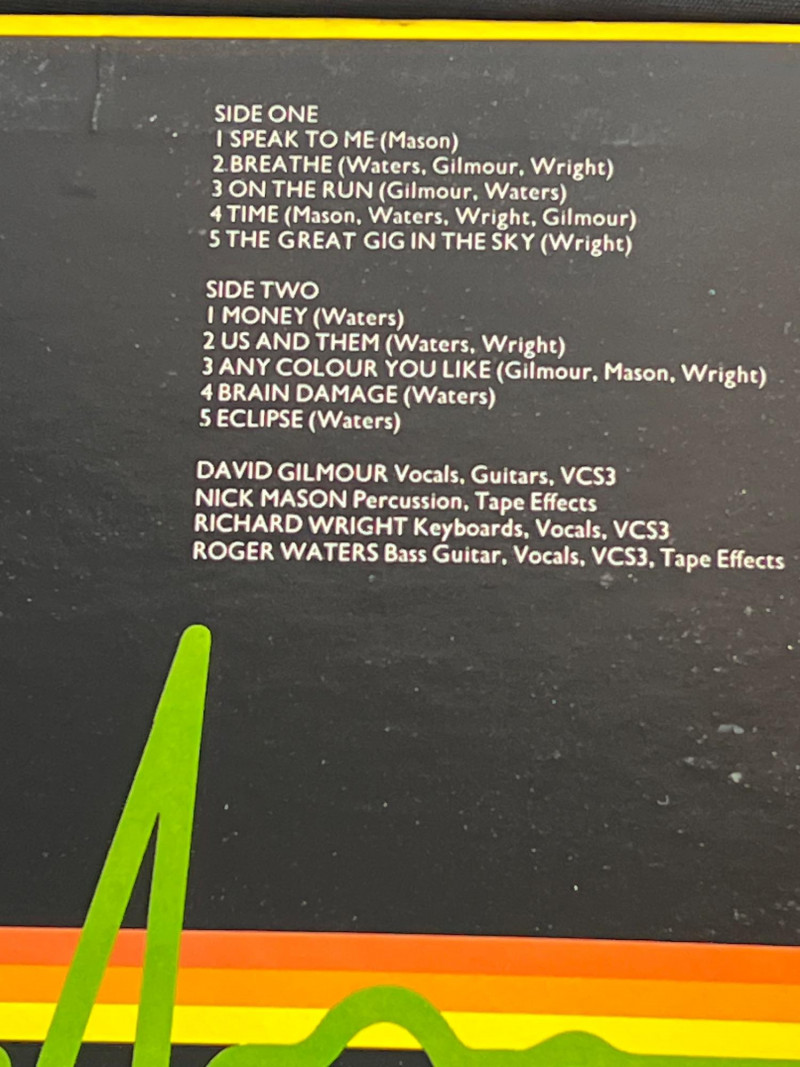 SIDE ONE
1 SPEAK TO ME (Mason)
2 BREATHE (Waters, Gilmour, Wright)
3 ON THE RUN (Gilmour, Waters)
4 TIME (Mason, Waters, Wright, Gilmour)
5 THE GREAT GIG IN THE SKY (Wright)
SIDE TWO
1 MONEY (Waters)
2 US AND THEM (Waters, Wright)
3 ANY COLOUR YOU LIKE (Gilmour, Mason, Wright)
4 BRAIN DAMAGE (Waters)
5 ECLIPSE (Waters)
DAVID GILMOUR Vocals, Guitars, VCS3
NICK MASON Percussion, Tape Effects
RICHARD WRIGHT Keyboards, Vocals, VCS3
ROGER WATERS Bass Guitar, Vocals, VCS3, Tape Effects